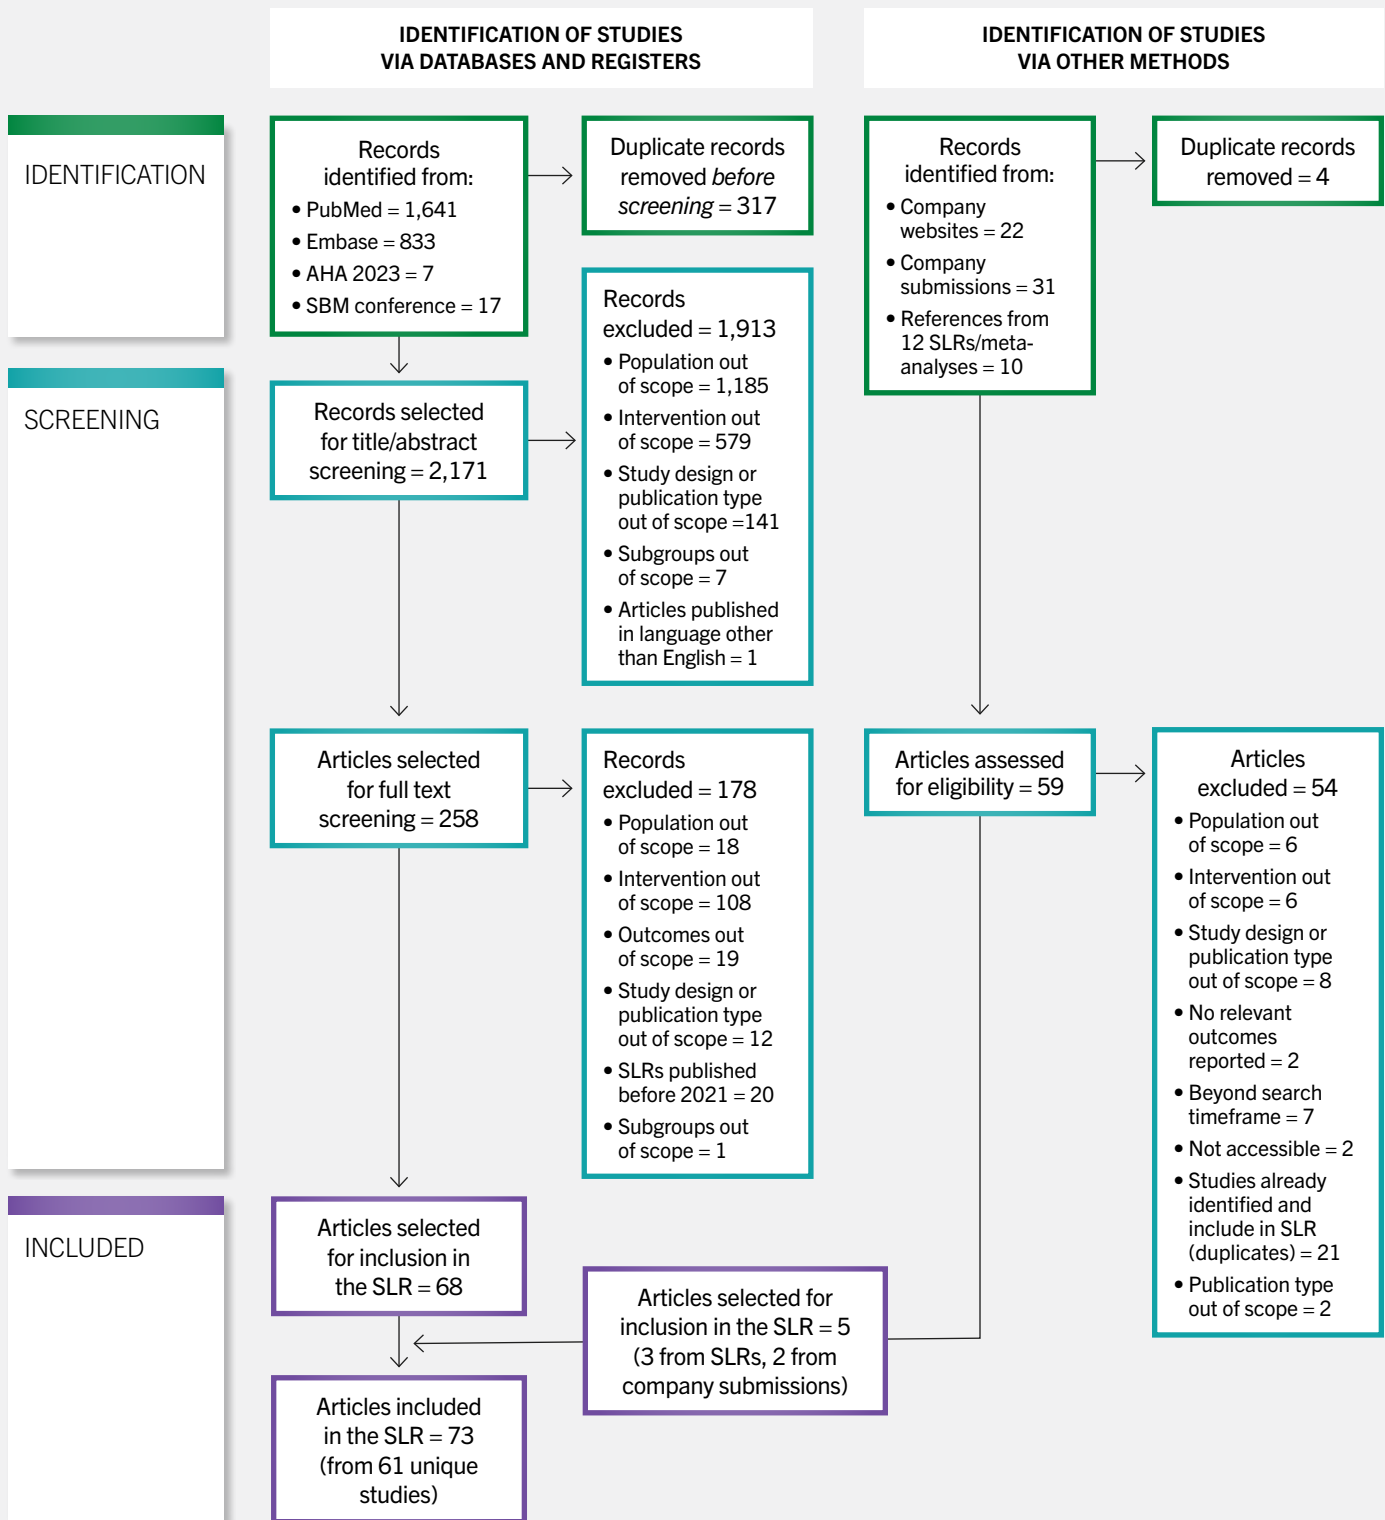 IDENTIFICATION OF STUDIES
VIA DATABASES AND REGISTERS
IDENTIFICATION OF STUDIES
VIA OTHER METHODS
IDENTIFICATION
Records
identified from:
• PubMed = 1,641
• Embase = 833
• AHA 2023 = 7
• SBM conference = 17
Duplicate records
removed before
screening = 317
Records
identified from:
• Company
websites = 22
• Company
submissions = 31
• References from
12 SLRs/meta-
analyses = 10
Duplicate records
removed = 4
SCREENING
Records selected
for title/abstract
screening = 2,171
Records
excluded = 1,913
• Population out
of scope = 1,185
• Intervention out
of scope = 579
• Study design or
publication type
out of scope =141
• Subgroups out
of scope = 7
• Articles published
in language other
than English = 1
Articles selected
for full text
screening = 258
Records
excluded = 178
• Population out
of scope = 18
• Intervention out
of scope = 108
• Outcomes out
of scope = 19
• Study design or
publication type
out of scope = 12
• SLRs published
before 2021 = 20
• Subgroups out
of scope = 1
Articles assessed
for eligibility = 59
Articles
excluded = 54
• Population out
of scope = 6
• Intervention out
of scope = 6
• Study design or
publication type
out of scope = 8
• No relevant
outcomes
reported = 2
• Beyond search
timeframe = 7
• Not accessible = 2
• Studies already
identified and
include in SLR
(duplicates) = 21
• Publication type
out of scope = 2
INCLUDED
Articles selected
for inclusion in
the SLR = 68
Articles selected for
inclusion in the SLR = 5
(3 from SLRs, 2 from
company submissions)
Articles included
in the SLR = 73
(from 61 unique
studies)